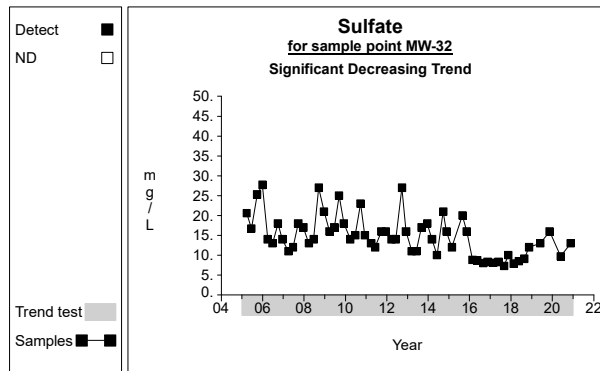 Detect
ND
Trend test
Samples
Sulfate
for sample point MW-32
Significant Decreasing Trend
mg/L
50.
45.
40.
35.
30.
25.
20.
15.
10.
5.
0.
04 06 08 10 12 14 16 18 20 22
Year